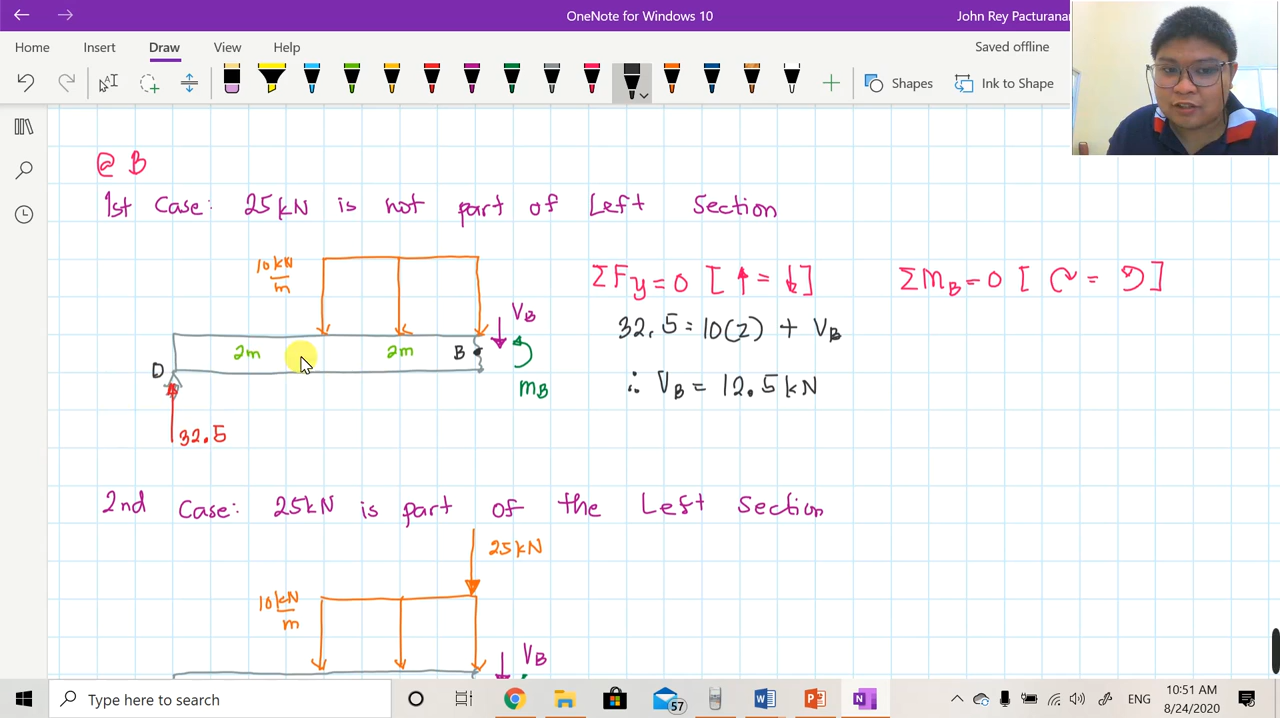 OneNote for Windows 10
John Rey Pacturanan
Home Insert Draw View Help
Saved offline
Shapes
Ink to Shape
@ B
1st Case: 25kN is not part of Left Section
10kN
m
VB
2m
2m
B
D
mB
32.5
ΣFy=0 [ ↑ = ↓ ]
32.5=10(2) + VB
∴ VB = 12.5kN
ΣMB=0 [ ↷ = ↶ ]
2nd Case: 25kN is part of the Left Section
25kN
10kN
m
VB
Type here to search
57
ENG
10:51 AM
8/24/2020